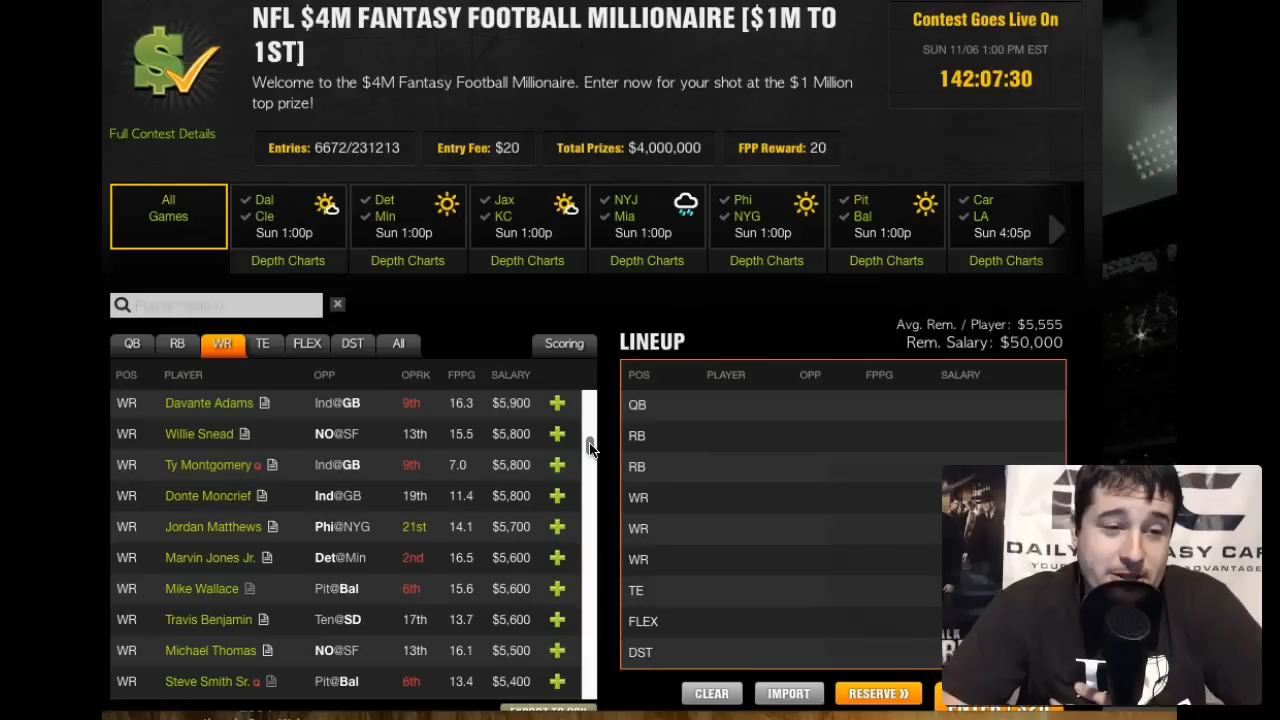 NFL $4M FANTASY FOOTBALL MILLIONAIRE [$1M TO
1ST]
Welcome to the $4M Fantasy Football Millionaire. Enter now for your shot at the $1 Million
top prize!
Contest Goes Live On
SUN 11/06 1:00 PM EST
142:07:30
Full Contest Details
Entries: 6672/231213
Entry Fee: $20
Total Prizes: $4,000,000
FPP Reward: 20
All
Games
Dal
Cle
Sun 1:00p
Det
Min
Sun 1:00p
Jax
KC
Sun 1:00p
NYJ
Mia
Sun 1:00p
Phi
NYG
Sun 1:00p
Pit
Bal
Sun 1:00p
Car
LA
Sun 4:05p
Depth Charts Depth Charts Depth Charts Depth Charts Depth Charts Depth Charts Depth Charts
QB RB WR TE FLEX DST All Scoring
POS PLAYER OPP OPRK FPPG SALARY
WR Davante Adams Ind@GB 9th 16.3 $5,900
WR Willie Snead NO@SF 13th 15.5 $5,800
WR Ty Montgomery Q Ind@GB 9th 7.0 $5,800
WR Donte Moncrief Ind@GB 19th 11.4 $5,800
WR Jordan Matthews Phi@NYG 21st 14.1 $5,700
WR Marvin Jones Jr. Det@Min 2nd 16.5 $5,600
WR Mike Wallace Pit@Bal 6th 15.6 $5,600
WR Travis Benjamin Ten@SD 17th 13.7 $5,600
WR Michael Thomas NO@SF 13th 16.1 $5,500
WR Steve Smith Sr. Q Pit@Bal 6th 13.4 $5,400
EXPORT TO CSV
LINEUP
Avg. Rem. / Player: $5,555
Rem. Salary: $50,000
POS PLAYER OPP FPPG SALARY
QB
RB
RB
WR
WR
WR
TE
FLEX
DST
CLEAR IMPORT RESERVE
DAILY